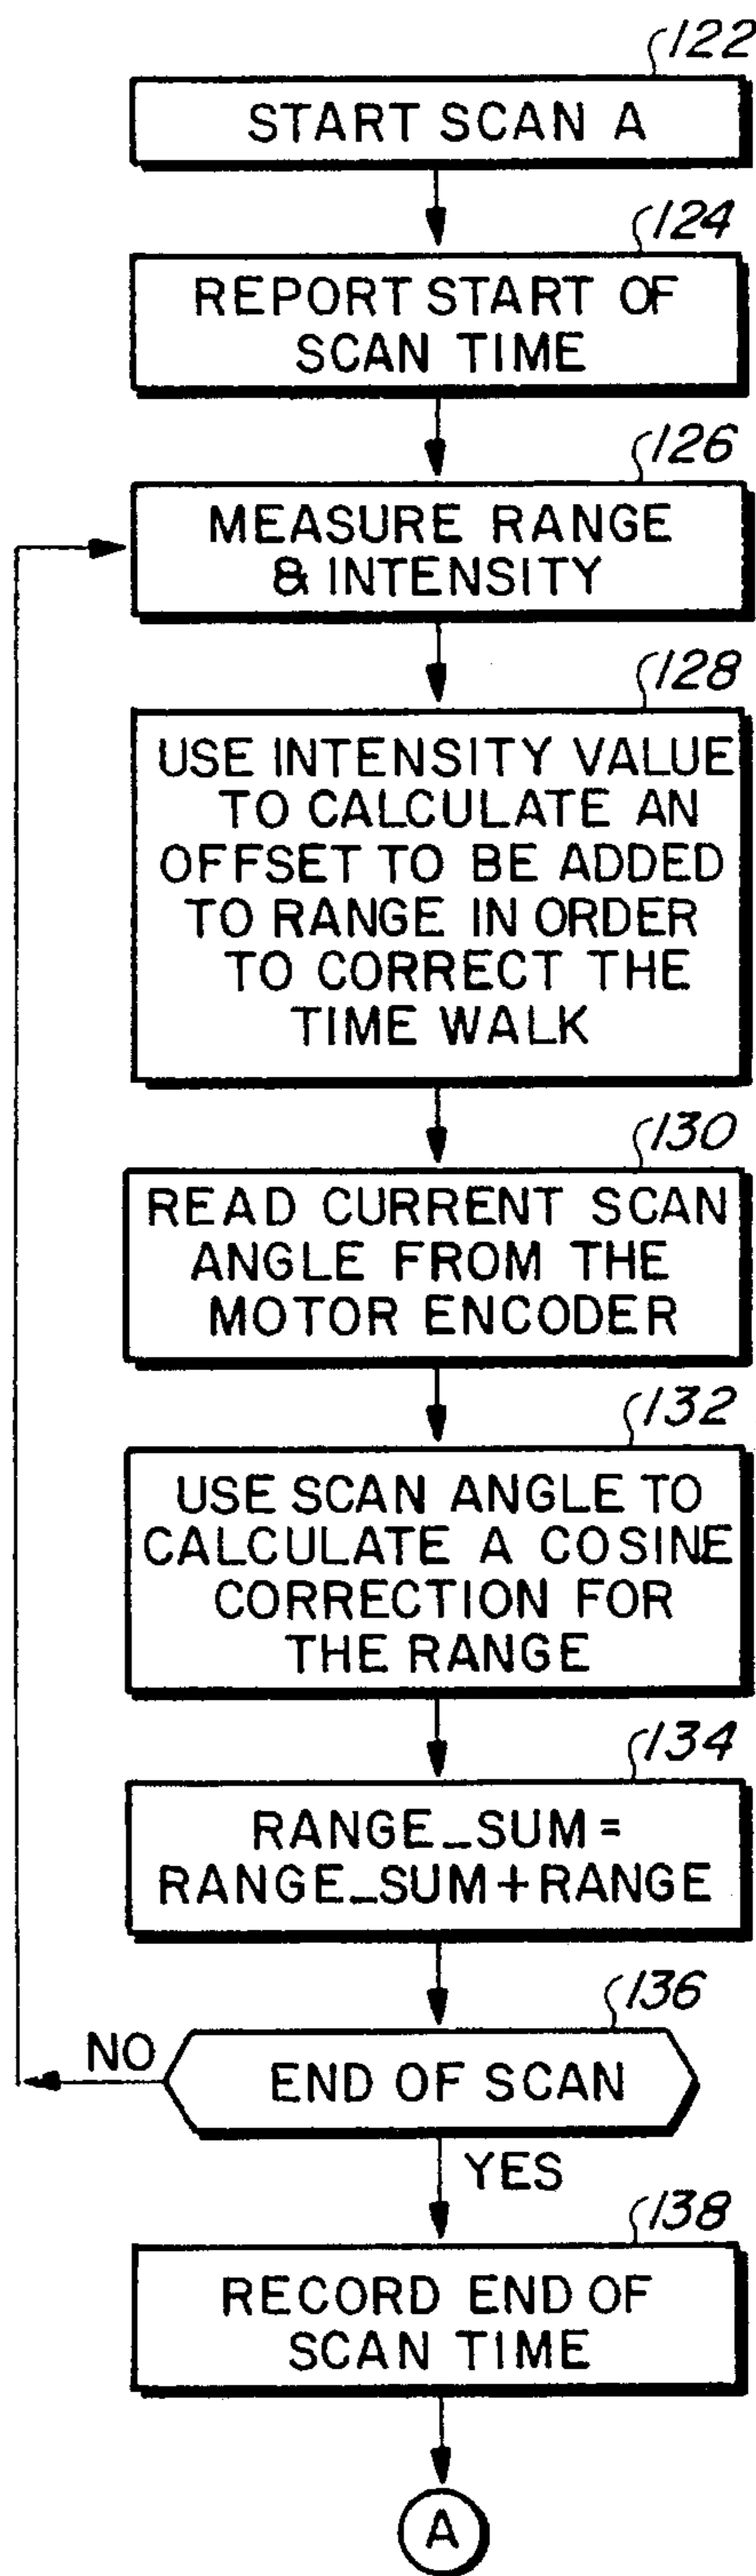 122
START SCAN A
124
REPORT START OF
SCAN TIME
126
MEASURE RANGE
& INTENSITY
128
USE INTENSITY VALUE
TO CALCULATE AN
OFFSET TO BE ADDED
TO RANGE IN ORDER
TO CORRECT THE
TIME WALK
130
READ CURRENT SCAN
ANGLE FROM THE
MOTOR ENCODER
132
USE SCAN ANGLE TO
CALCULATE A COSINE
CORRECTION FOR
THE RANGE
134
RANGE_SUM =
RANGE_SUM + RANGE
136
NO
END OF SCAN
YES
138
RECORD END OF
SCAN TIME
A